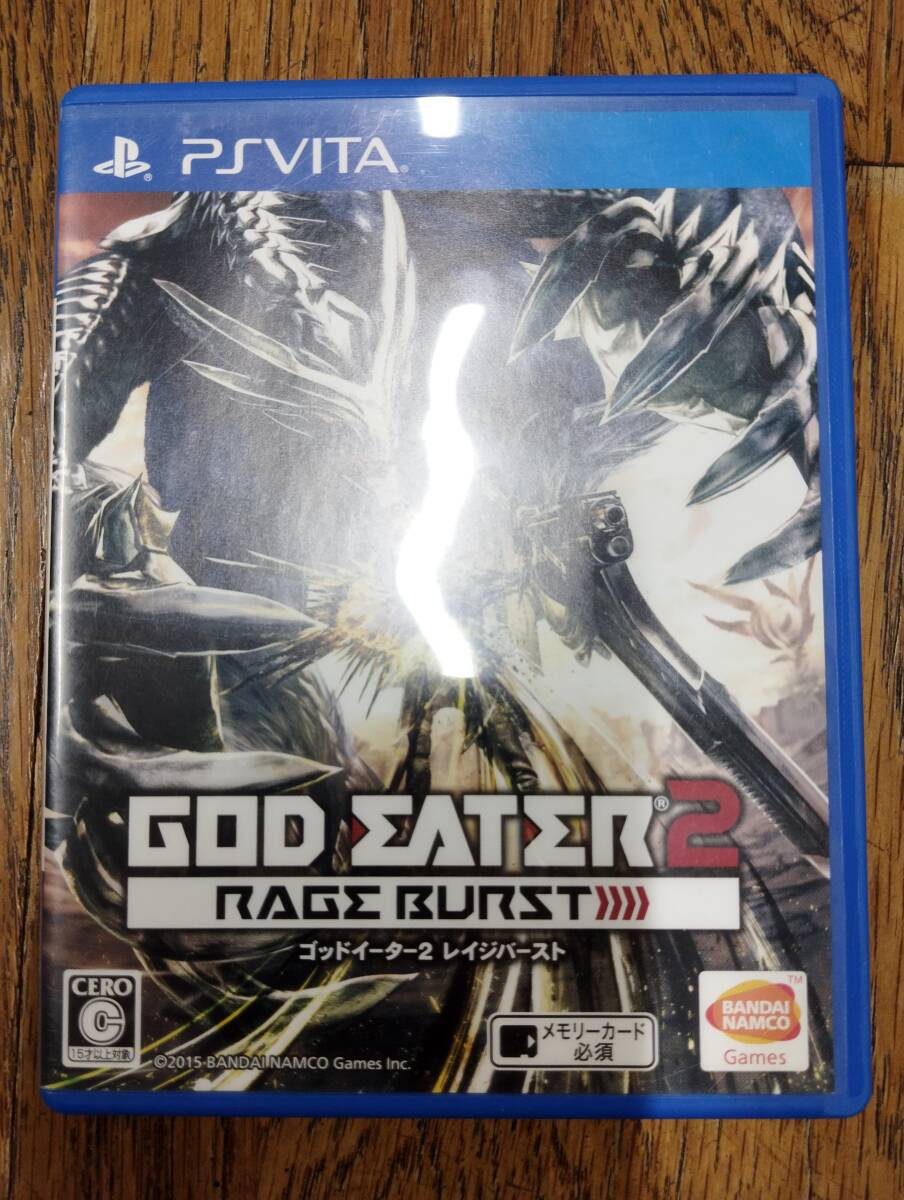 PSVITA®
GOD EATER®2
RAGE BURST
ゴッドイーター2 レイジバースト
CERO
C
15才以上対象
©2015 BANDAI NAMCO Games Inc.
メモリーカード
必須
BANDAI
NAMCO
Games
TM